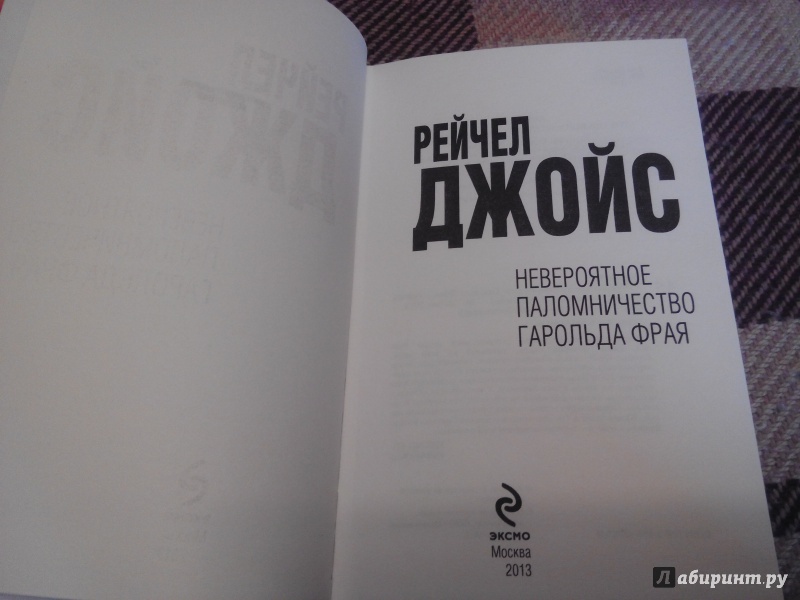 РЕЙЧЕЛ
ДЖОЙС
НЕВЕРОЯТНОЕ
ПАЛОМНИЧЕСТВО
ГАРОЛЬДА ФРАЯ
ЭКСМО
Москва
2013
Лабиринт.ру